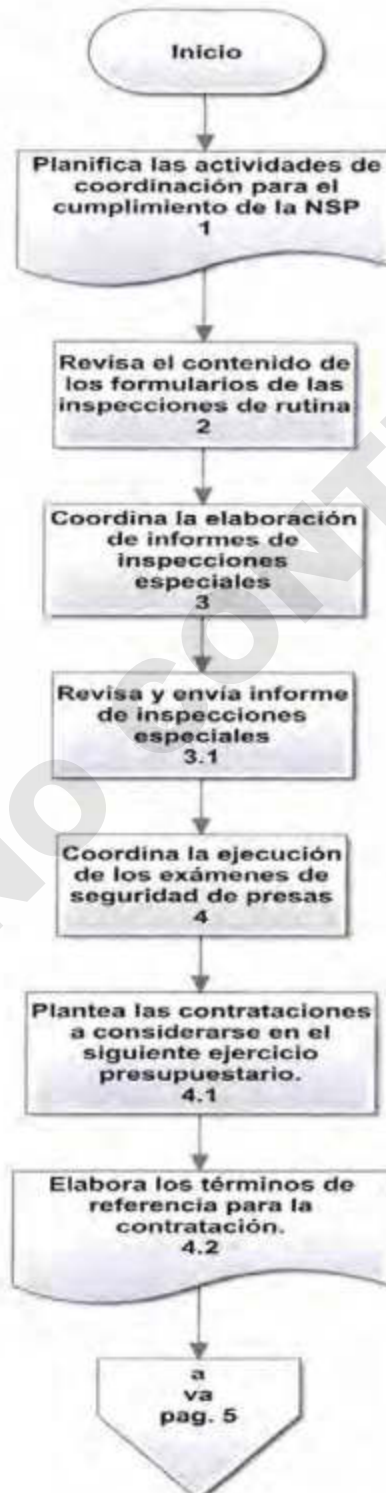 Inicio
Planifica las actividades de
coordinación para el
cumplimiento de la NSP
1
Revisa el contenido de
los formularios de las
inspecciones de rutina
2
Coordina la elaboración
de informes de
inspecciones
especiales
3
Revisa y envía informe
de inspecciones
especiales
3.1
Coordina la ejecución
de los exámenes de
seguridad de presas
4
Plantea las contrataciones
a considerarse en el
siguiente ejercicio
presupuestario.
4.1
Elabora los términos de
referencia para la
contratación.
4.2
a
va
pag. 5
NO CONT